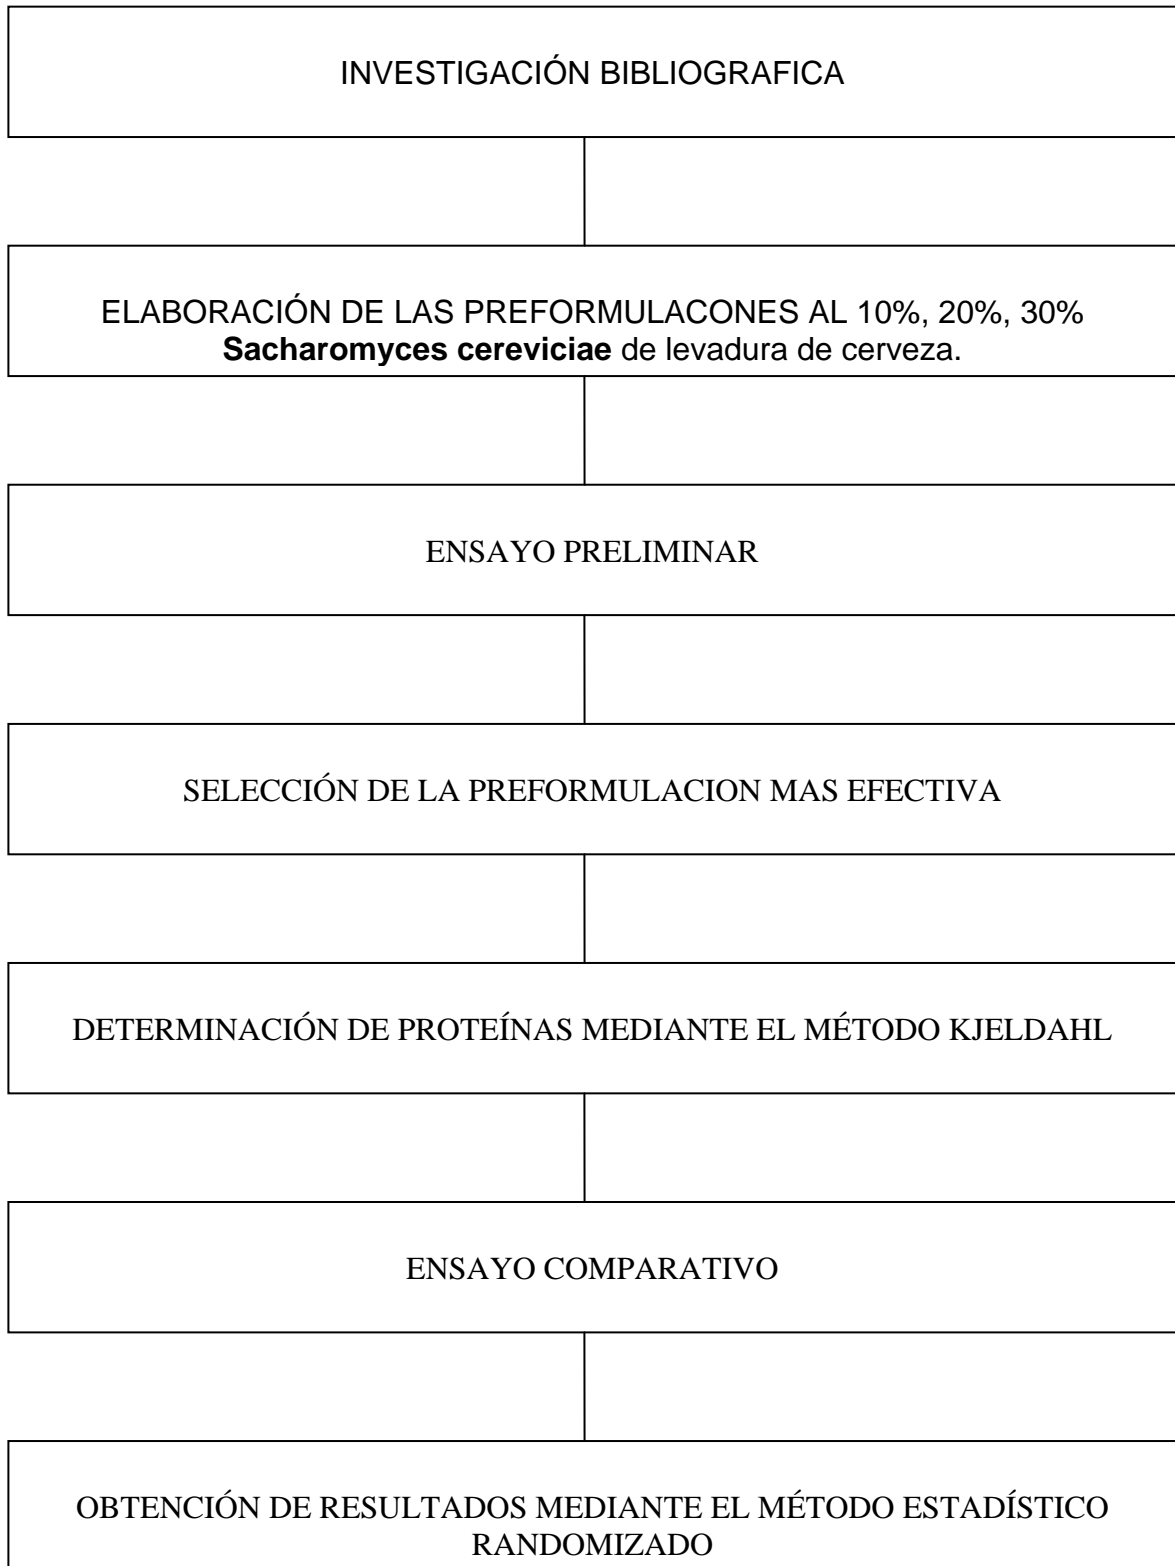 INVESTIGACIÓN BIBLIOGRAFICA
ELABORACIÓN DE LAS PREFORMULACONES AL 10%, 20%, 30%
Sacharomyces cereviciae de levadura de cerveza.
ENSAYO PRELIMINAR
SELECCIÓN DE LA PREFORMULACION MAS EFECTIVA
DETERMINACIÓN DE PROTEÍNAS MEDIANTE EL MÉTODO KJELDAHL
ENSAYO COMPARATIVO
OBTENCIÓN DE RESULTADOS MEDIANTE EL MÉTODO ESTADÍSTICO
RANDOMIZADO